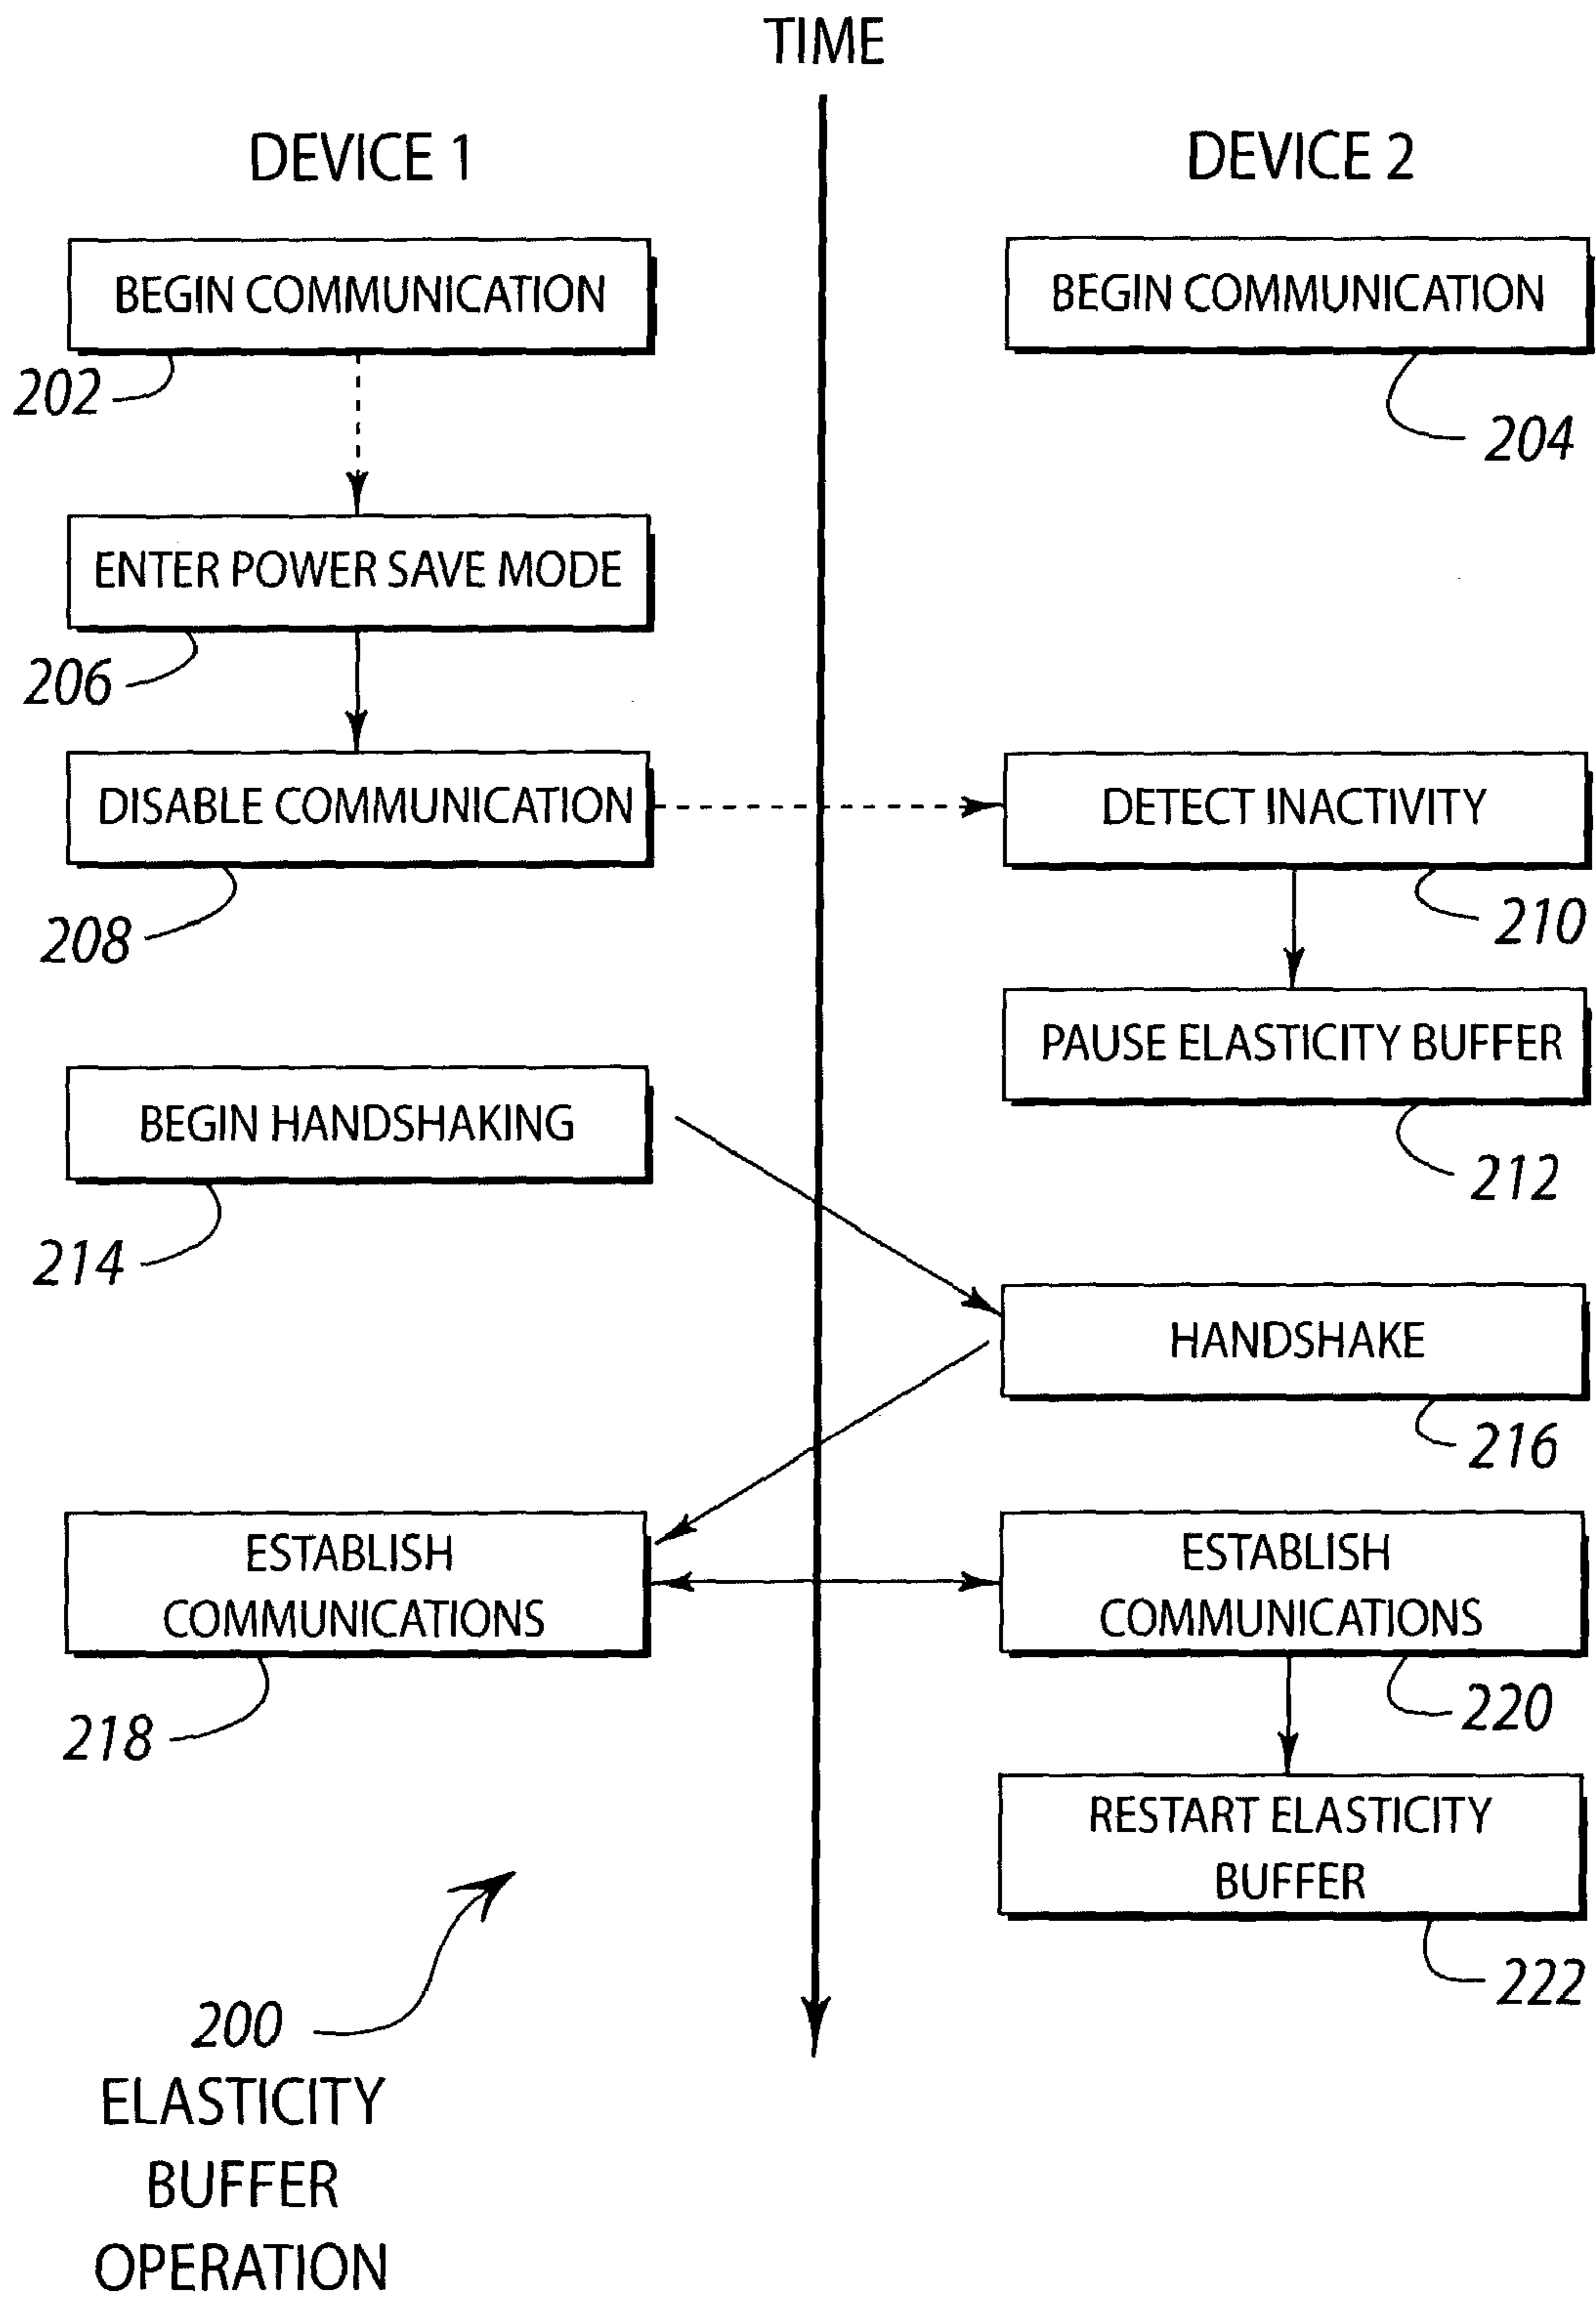 TIME
DEVICE 1
DEVICE 2
BEGIN COMMUNICATION
BEGIN COMMUNICATION
202
204
ENTER POWER SAVE MODE
206
DISABLE COMMUNICATION
DETECT INACTIVITY
208
210
PAUSE ELASTICITY BUFFER
BEGIN HANDSHAKING
212
214
HANDSHAKE
216
ESTABLISH
COMMUNICATIONS
ESTABLISH
COMMUNICATIONS
218
220
RESTART ELASTICITY
BUFFER
222
200
ELASTICITY
BUFFER
OPERATION